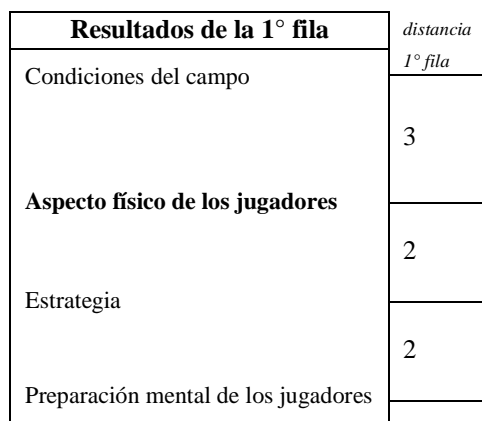 Resultados de la 1° fila
distancia
1° fila
Condiciones del campo
3
Aspecto físico de los jugadores
2
Estrategia
2
Preparación mental de los jugadores